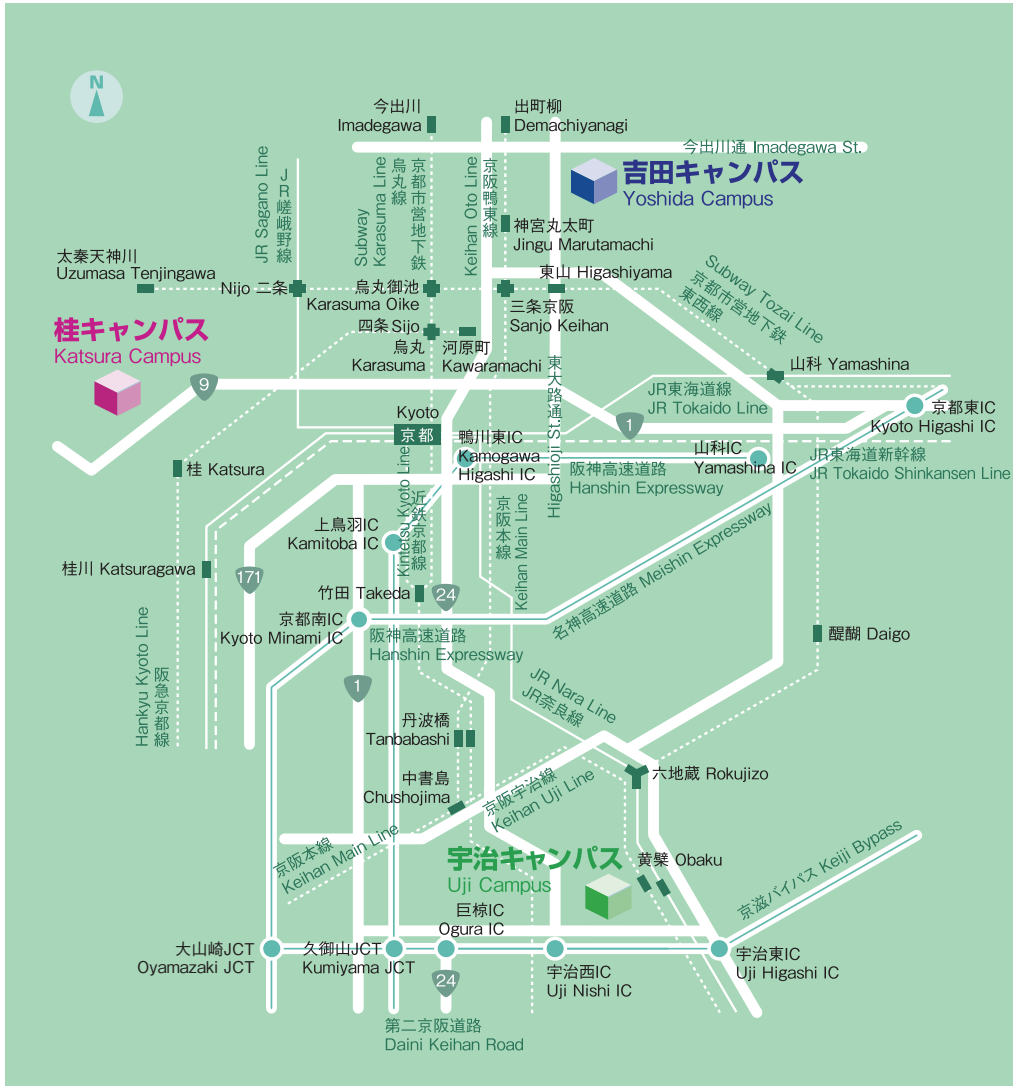 N
今出川
Imadegawa
出町柳
Demachiyanagi
今出川通 Imadegawa St.
吉田キャンパス
Yoshida Campus
JR Sagano Line
JR嵯峨野線
Subway
Karasuma Line
烏丸線
京都市営地下鉄
Keihan Oto Line
京阪鴨東線
神宮丸太町
Jingu Marutamachi
太秦天神川
Uzumasa Tenjingawa
Nijo 二条
烏丸御池
Karasuma Oike
東山 Higashiyama
三条京阪
Sanjo Keihan
Subway Tozai Line
京都市営地下鉄
東西線
桂キャンパス
Katsura Campus
四条 Sijo
烏丸
Karasuma
河原町
Kawaramachi
東大路通
Higashioji St.
山科 Yamashina
9
JR東海道線
JR Tokaido Line
1
京都東IC
Kyoto Higashi IC
Kyoto
京都
鴨川東IC
Kamogawa
Higashi IC
山科IC
Yamashina IC
阪神高速道路
Hanshin Expressway
JR東海道新幹線
JR Tokaido Shinkansen Line
桂 Katsura
Kintetsu Kyoto Line
近鉄京都線
京阪本線
Keihan Main Line
上鳥羽IC
Kamitoba IC
桂川 Katsuragawa
171
竹田 Takeda
24
名神高速道路 Meishin Expressway
京都南IC
Kyoto Minami IC
阪神高速道路
Hanshin Expressway
醍醐 Daigo
Hankyu Kyoto Line
阪急京都線
1
JR Nara Line
JR奈良線
丹波橋
Tanbabashi
中書島
Chushojima
京阪宇治線
Keihan Uji Line
六地蔵 Rokujizo
京阪本線
Keihan Main Line
宇治キャンパス
Uji Campus
黄檗 Obaku
京滋バイパス Keiji Bypass
巨椋IC
Ogura IC
大山崎JCT
Oyamazaki JCT
久御山JCT
Kumiyama JCT
宇治西IC
Uji Nishi IC
宇治東IC
Uji Higashi IC
24
第二京阪道路
Daini Keihan Road